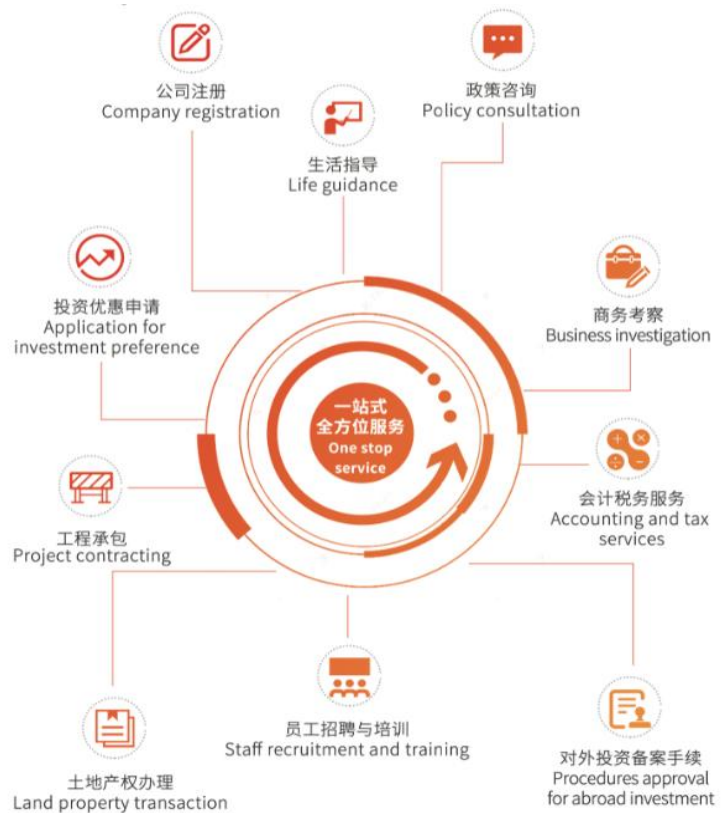 公司注册
Company registration
政策咨询
Policy consultation
生活指导
Life guidance
投资优惠申请
Application for
investment preference
商务考察
Business investigation
一站式
全方位服务
One stop
service
会计税务服务
Accounting and tax
services
工程承包
Project contracting
员工招聘与培训
Staff recruitment and training
土地产权办理
Land property transaction
对外投资备案手续
Procedures approval
for abroad investment